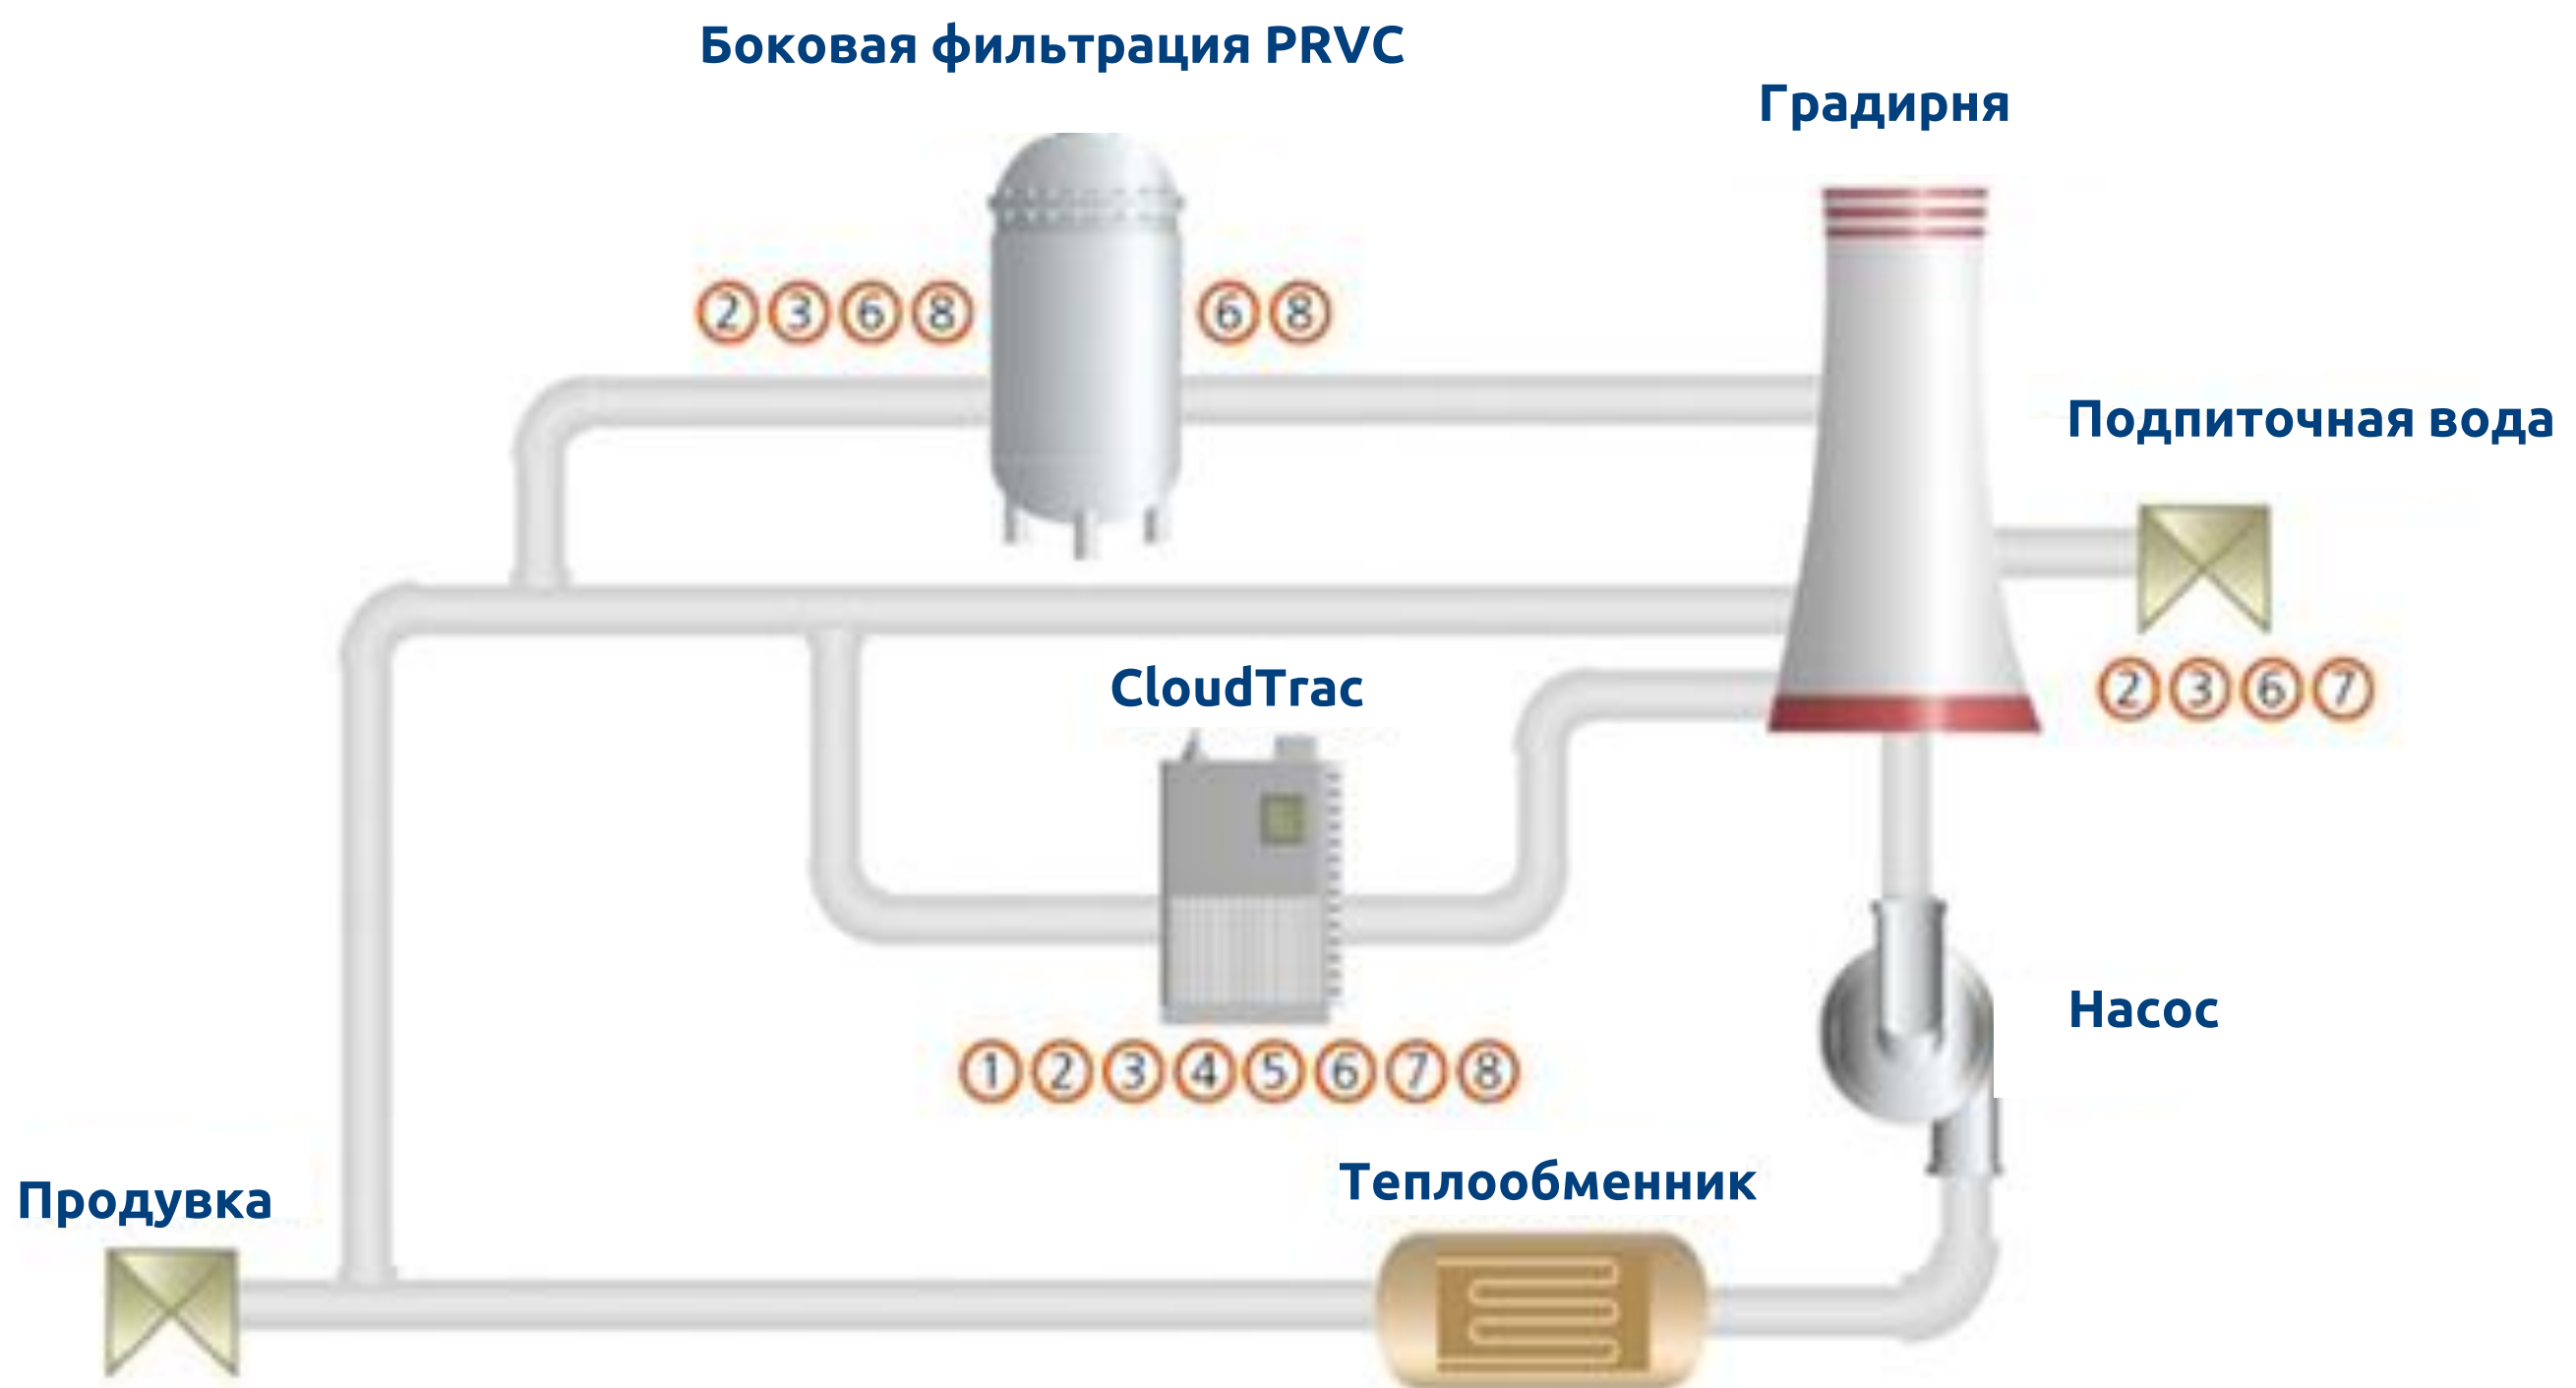 Боковая фильтрация PRVC
Градирня
② ③ ⑥ ⑧
⑥ ⑧
Подпиточная вода
CloudTrac
② ③ ⑥ ⑦
Насос
① ② ③ ④ ⑤ ⑥ ⑦ ⑧
Теплообменник
Продувка